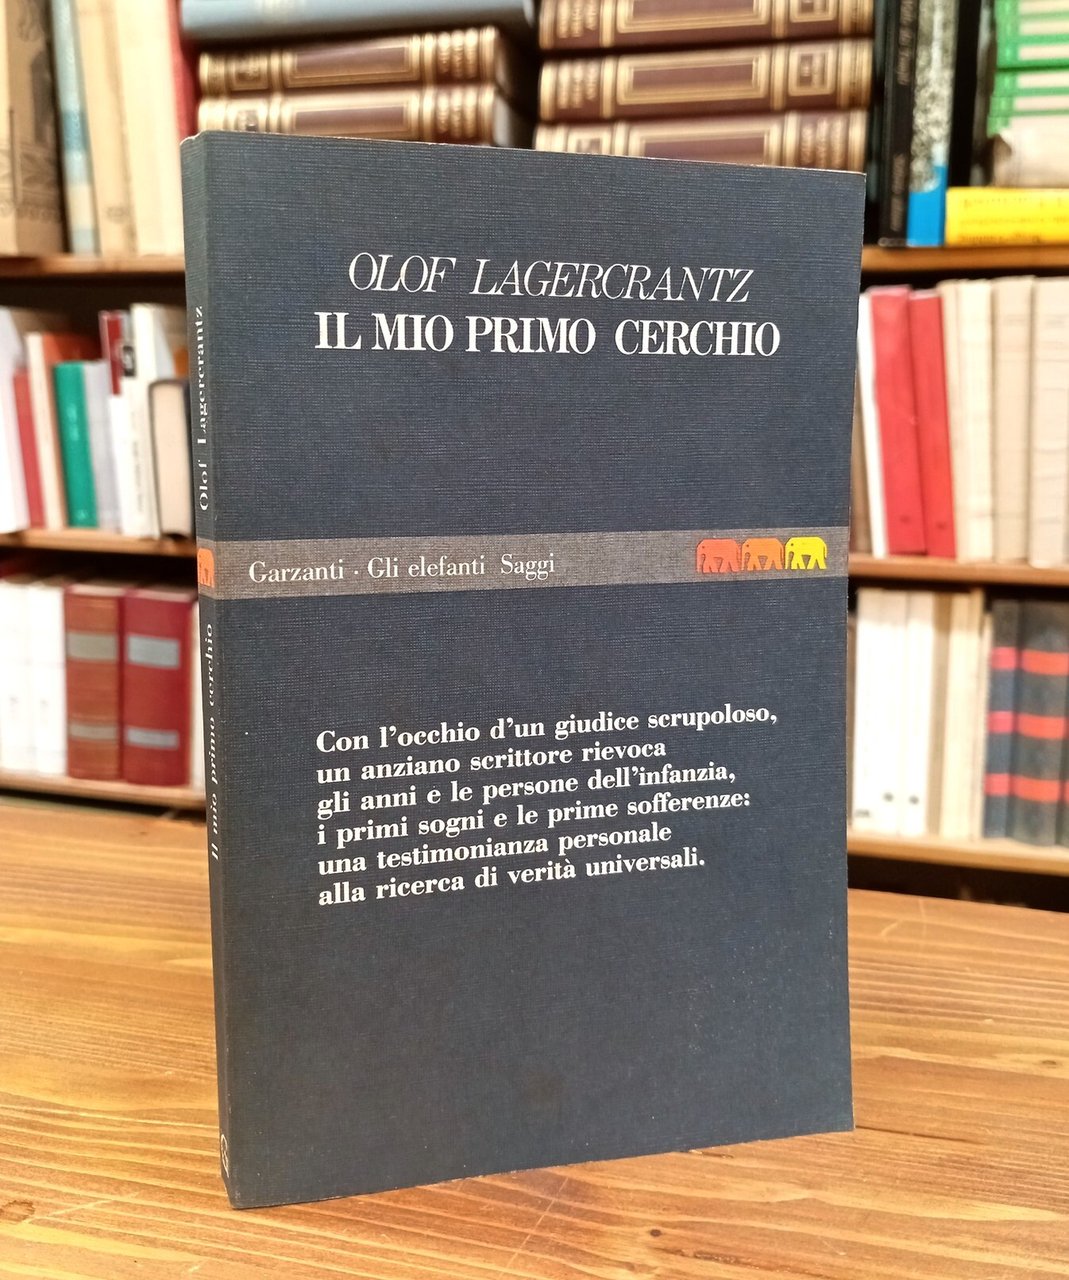 OLOF LAGERCRANTZ
IL MIO PRIMO CERCHIO
Garzanti · Gli elefanti Saggi
Con l'occhio d'un giudice scrupoloso,
un anziano scrittore rievoca
gli anni e le persone dell'infanzia,
i primi sogni e le prime sofferenze:
una testimonianza personale
alla ricerca di verità universali.
Olof Lagercrantz
Il mio primo cerchio